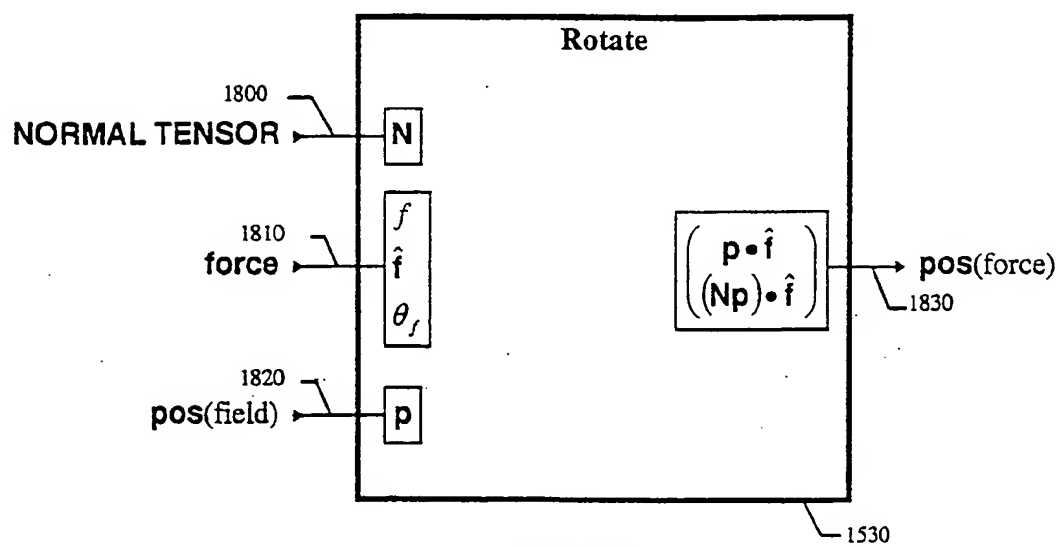 Rotate
1800
NORMAL TENSOR
N
f
1810
force
f̂
θ_f
p • f̂
(Np) • f̂
pos(force)
1830
1820
pos(field)
p
1530